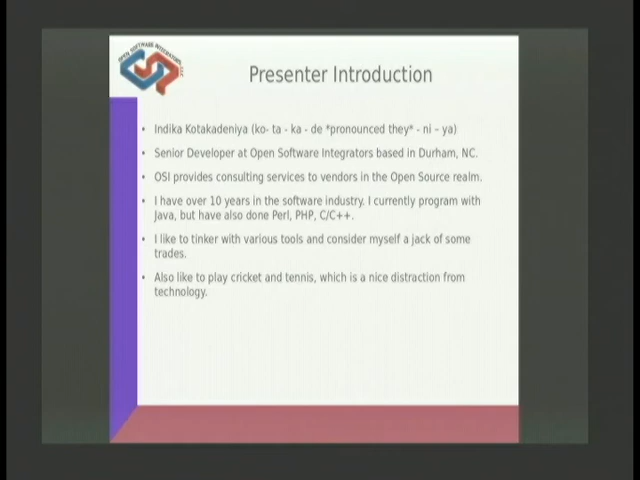 OPEN SOFTWARE INTEGRATORS, LLC
Presenter Introduction
• Indika Kotakadeniya (ko- ta - ka - de *pronounced they* - ni – ya)
• Senior Developer at Open Software Integrators based in Durham, NC.
• OSI provides consulting services to vendors in the Open Source realm.
• I have over 10 years in the software industry. I currently program with
Java, but have also done Perl, PHP, C/C++.
• I like to tinker with various tools and consider myself a jack of some
trades.
• Also like to play cricket and tennis, which is a nice distraction from
technology.